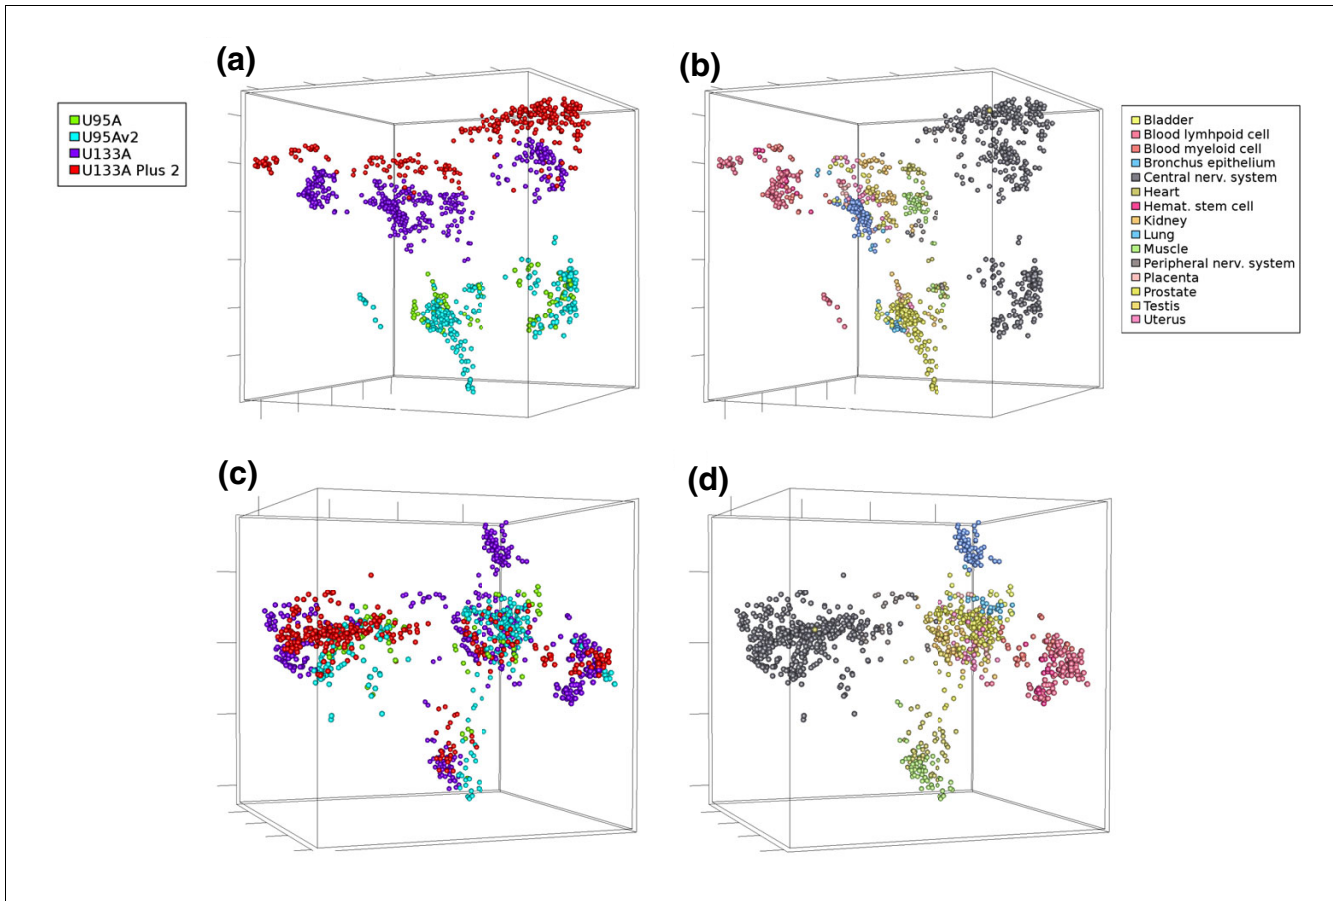 (a)
(b)
U95A
U95Av2
U133A
U133A Plus 2
Bladder
Blood lymhpoid cell
Blood myeloid cell
Bronchus epithelium
Central nerv. system
Heart
Hemat. stem cell
Kidney
Lung
Muscle
Peripheral nerv. system
Placenta
Prostate
Testis
Uterus
(c)
(d)